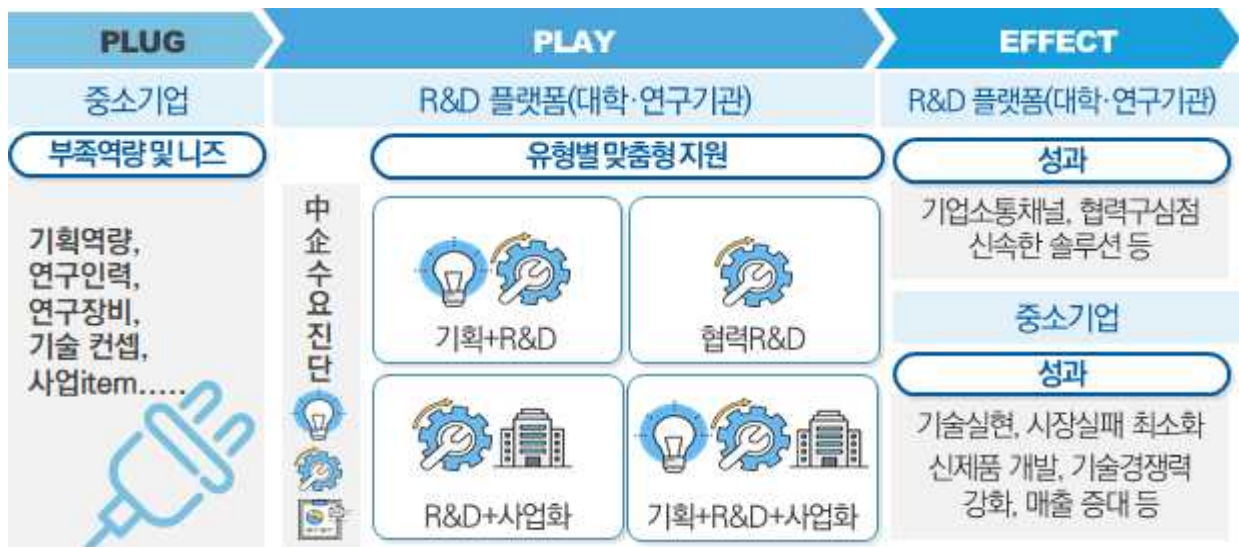 PLUG
중소기업
부족역량 및 니즈
기획역량,
연구인력,
연구장비,
기술 컨셉,
사업item.....
PLAY
R&D 플랫폼(대학·연구기관)
유형별 맞춤형 지원
中
企
수
요
진
단
기획+R&D
협력R&D
R&D+사업화
기획+R&D+사업화
EFFECT
R&D 플랫폼(대학·연구기관)
성과
기업소통채널, 협력구심점
신속한 솔루션 등
중소기업
성과
기술실현, 시장실패 최소화
신제품 개발, 기술경쟁력
강화, 매출 증대 등